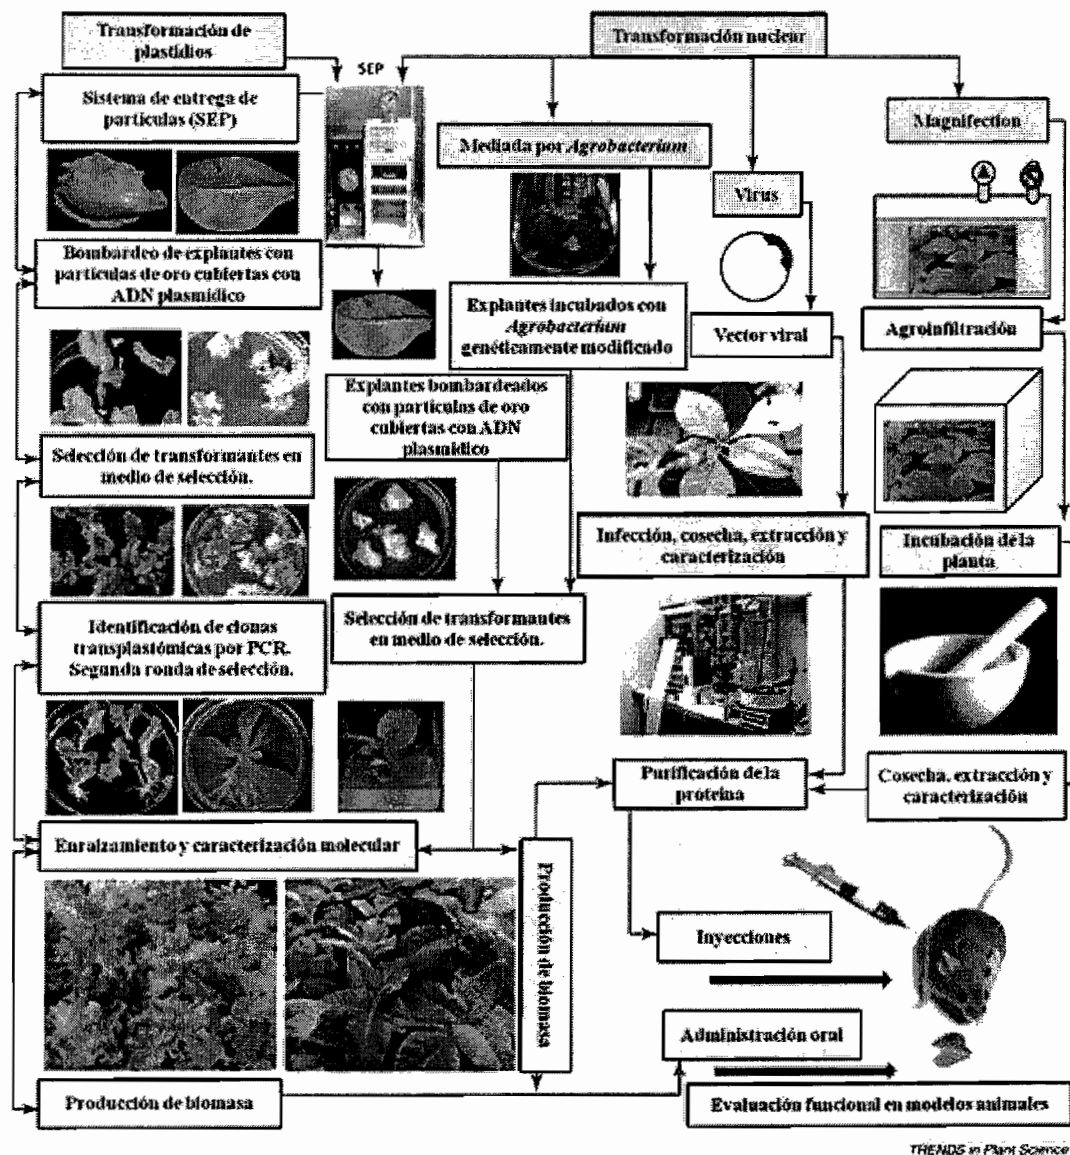 Transformación de
plastidios
Transformación nuclear
SEP
Sistema de entrega de
partículas (SEP)
Mediada por Agrobacterium
Magnifection
Virus
Bombardeo de explantes con
partículas de oro cubiertas con
ADN plasmídico
Explantes incubados con
Agrobacterium
genéticamente modificado
Vector viral
Agroinfiltración
Explantes bombardeados
con partículas de oro
cubiertas con ADN
plasmídico
Selección de transformantes en
medio de selección.
Infección, cosecha, extracción y
caracterización
Incubación de la
planta
Identificación de clonas
transplastómicas por PCR.
Segunda ronda de selección.
Selección de transformantes
en medio de selección.
Purificación de la
proteína
Cosecha, extracción y
caracterización
Enraizamiento y caracterización molecular
Producción de biomasa
Inyecciones
Administración oral
Producción de biomasa
Evaluación funcional en modelos animales
TRENDS in Plant Science